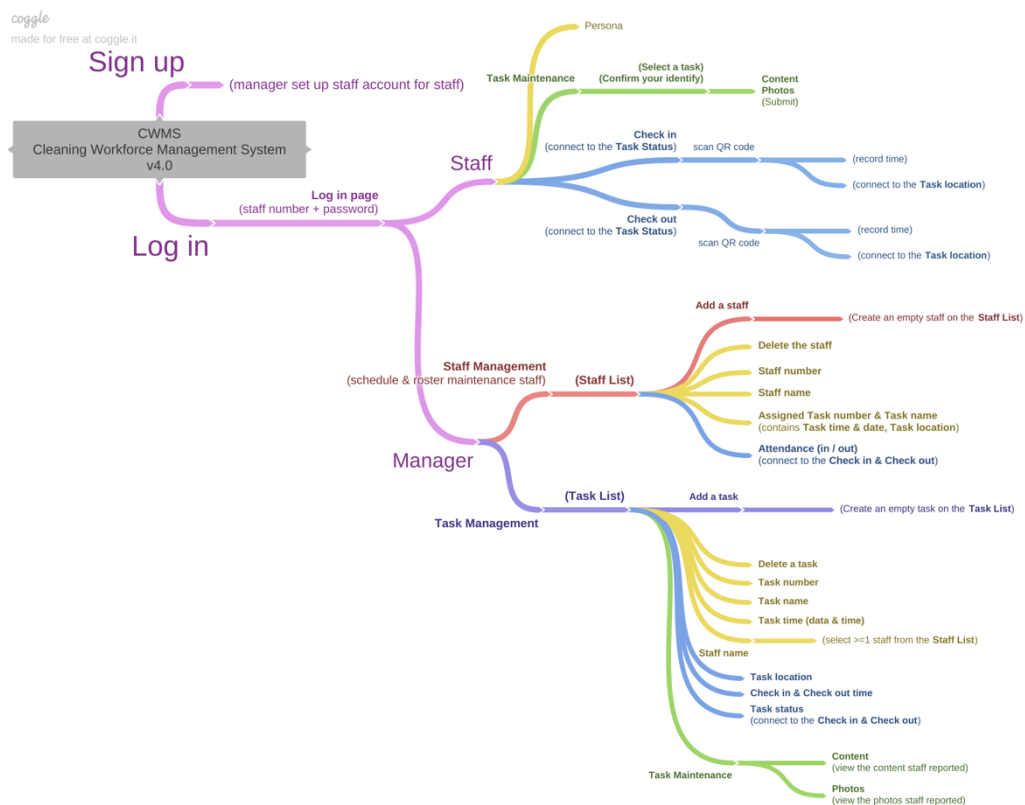 coggle
made for free at coggle.it
Sign up
(manager set up staff account for staff)
CWMS
Cleaning Workforce Management System
v4.0
Log in page
(staff number + password)
Log in
Staff
Persona
Task Maintenance
(Select a task)
(Confirm your identify)
Content
Photos
(Submit)
Check in
(connect to the Task Status)
scan QR code
(record time)
(connect to the Task location)
Check out
(connect to the Task Status)
scan QR code
(record time)
(connect to the Task location)
Manager
Staff Management
(schedule & roster maintenance staff)
(Staff List)
Add a staff
(Create an empty staff on the Staff List)
Delete the staff
Staff number
Staff name
Assigned Task number & Task name
(contains Task time & date, Task location)
Attendance (in / out)
(connect to the Check in & Check out)
Task Management
(Task List)
Add a task
(Create an empty task on the Task List)
Delete a task
Task number
Task name
Task time (data & time)
Staff name
(select >=1 staff from the Staff List)
Task location
Check in & Check out time
Task status
(connect to the Check in & Check out)
Task Maintenance
Content
(view the content staff reported)
Photos
(view the photos staff reported)